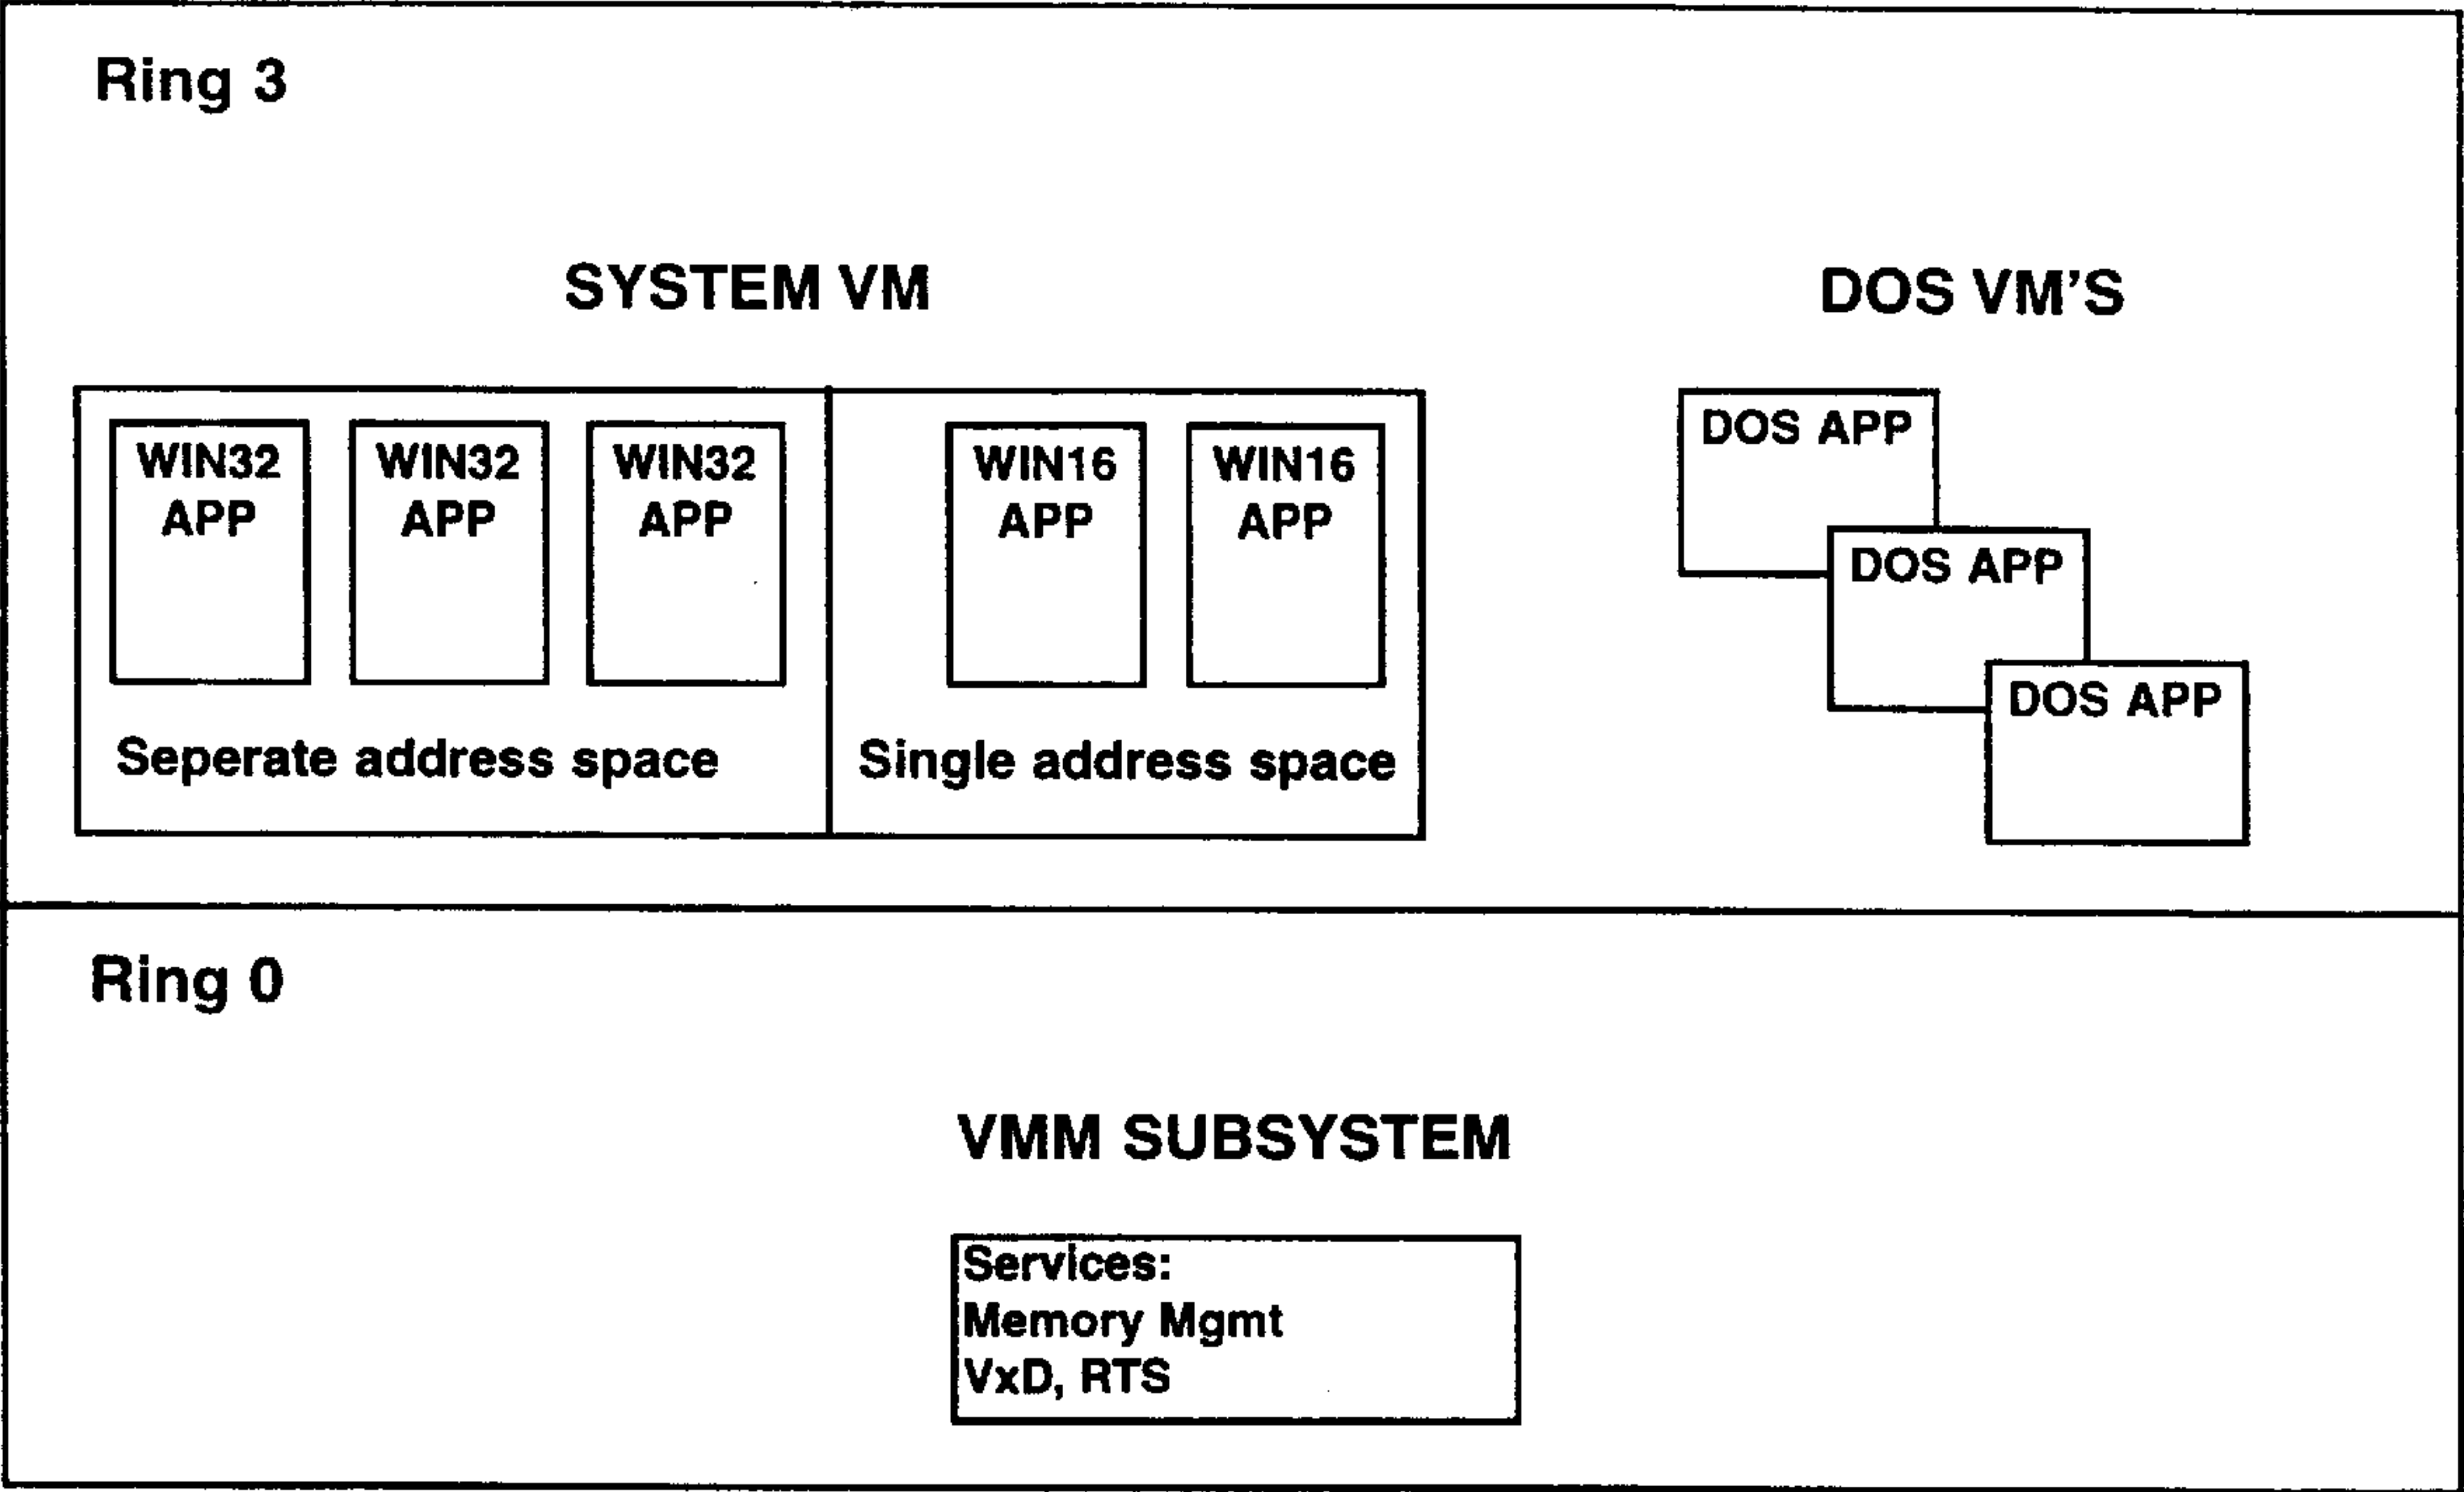 Ring 3
SYSTEM VM
DOS VM'S
WIN32
APP
WIN32
APP
WIN32
APP
WIN16
APP
WIN16
APP
Seperate address space
Single address space
DOS APP
DOS APP
DOS APP
Ring 0
VMM SUBSYSTEM
Services:
Memory Mgmt
VxD, RTS